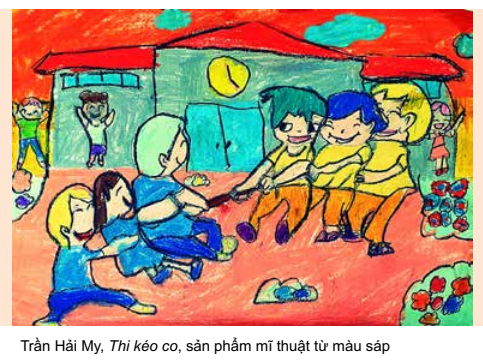 Trần Hải My, Thi kéo co, sản phẩm mĩ thuật từ màu sáp